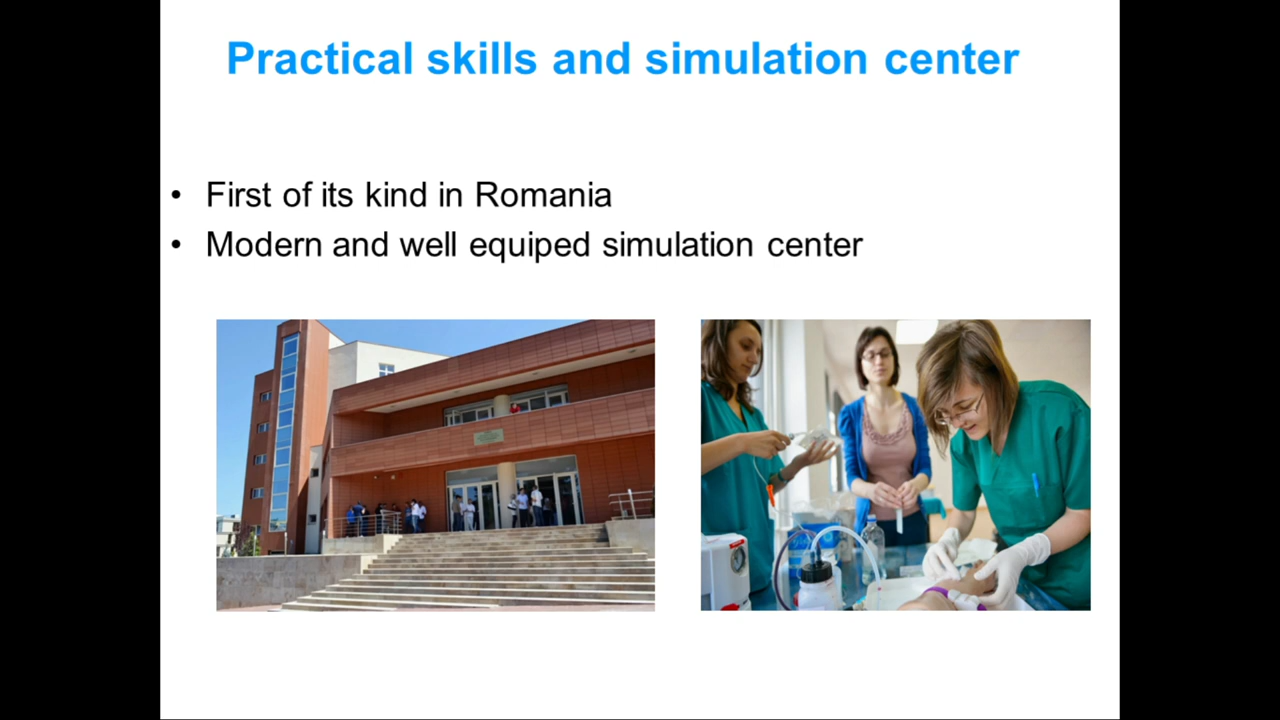 Practical skills and simulation center
• First of its kind in Romania
• Modern and well equiped simulation center